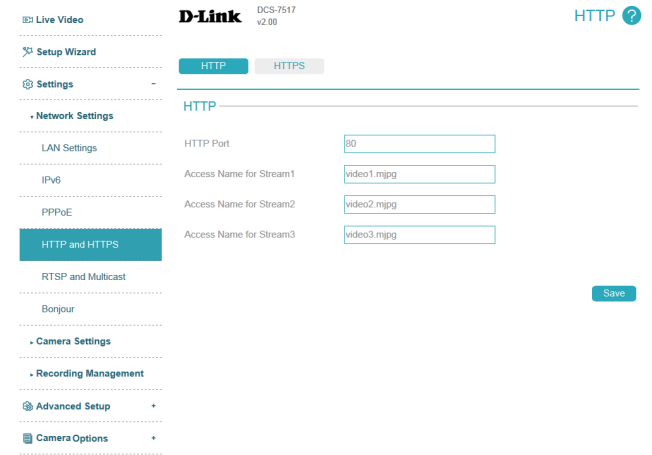 Live Video
Setup Wizard
Settings -
Network Settings
LAN Settings
IPv6
PPPoE
HTTP and HTTPS
RTSP and Multicast
Bonjour
Camera Settings
Recording Management
Advanced Setup +
Camera Options +
D-Link DCS-7517
v2.00
HTTP ?
HTTP HTTPS
HTTP
HTTP Port 80
Access Name for Stream1 video1.mjpg
Access Name for Stream2 video2.mjpg
Access Name for Stream3 video3.mjpg
Save